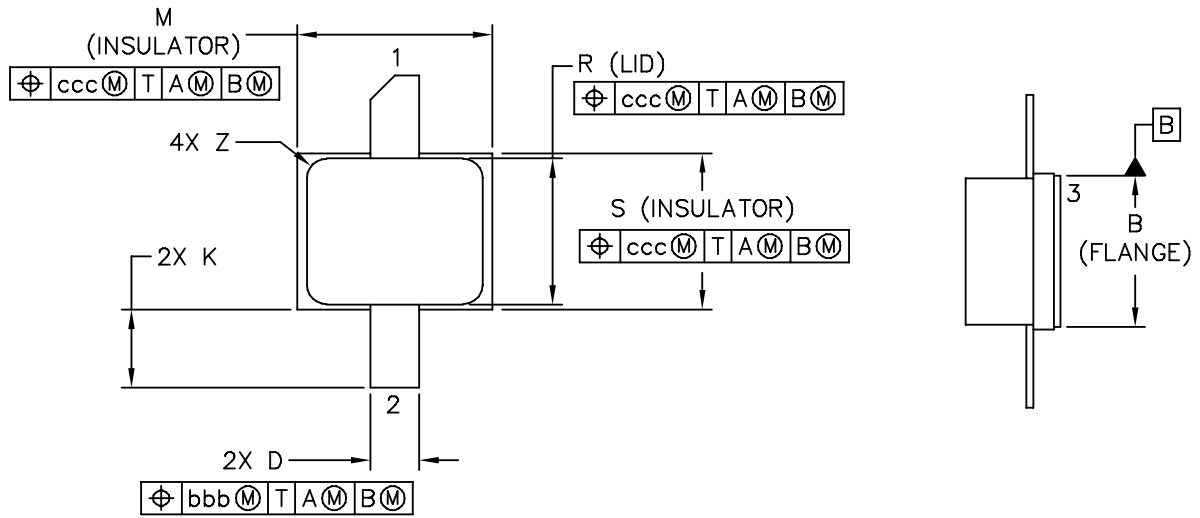 M
(INSULATOR)
⌖ ccc Ⓜ T A Ⓜ B Ⓜ
1
R (LID)
⌖ ccc Ⓜ T A Ⓜ B Ⓜ
4X Z
B
3
S (INSULATOR)
⌖ ccc Ⓜ T A Ⓜ B Ⓜ
B
(FLANGE)
2X K
2
2X D
⌖ bbb Ⓜ T A Ⓜ B Ⓜ